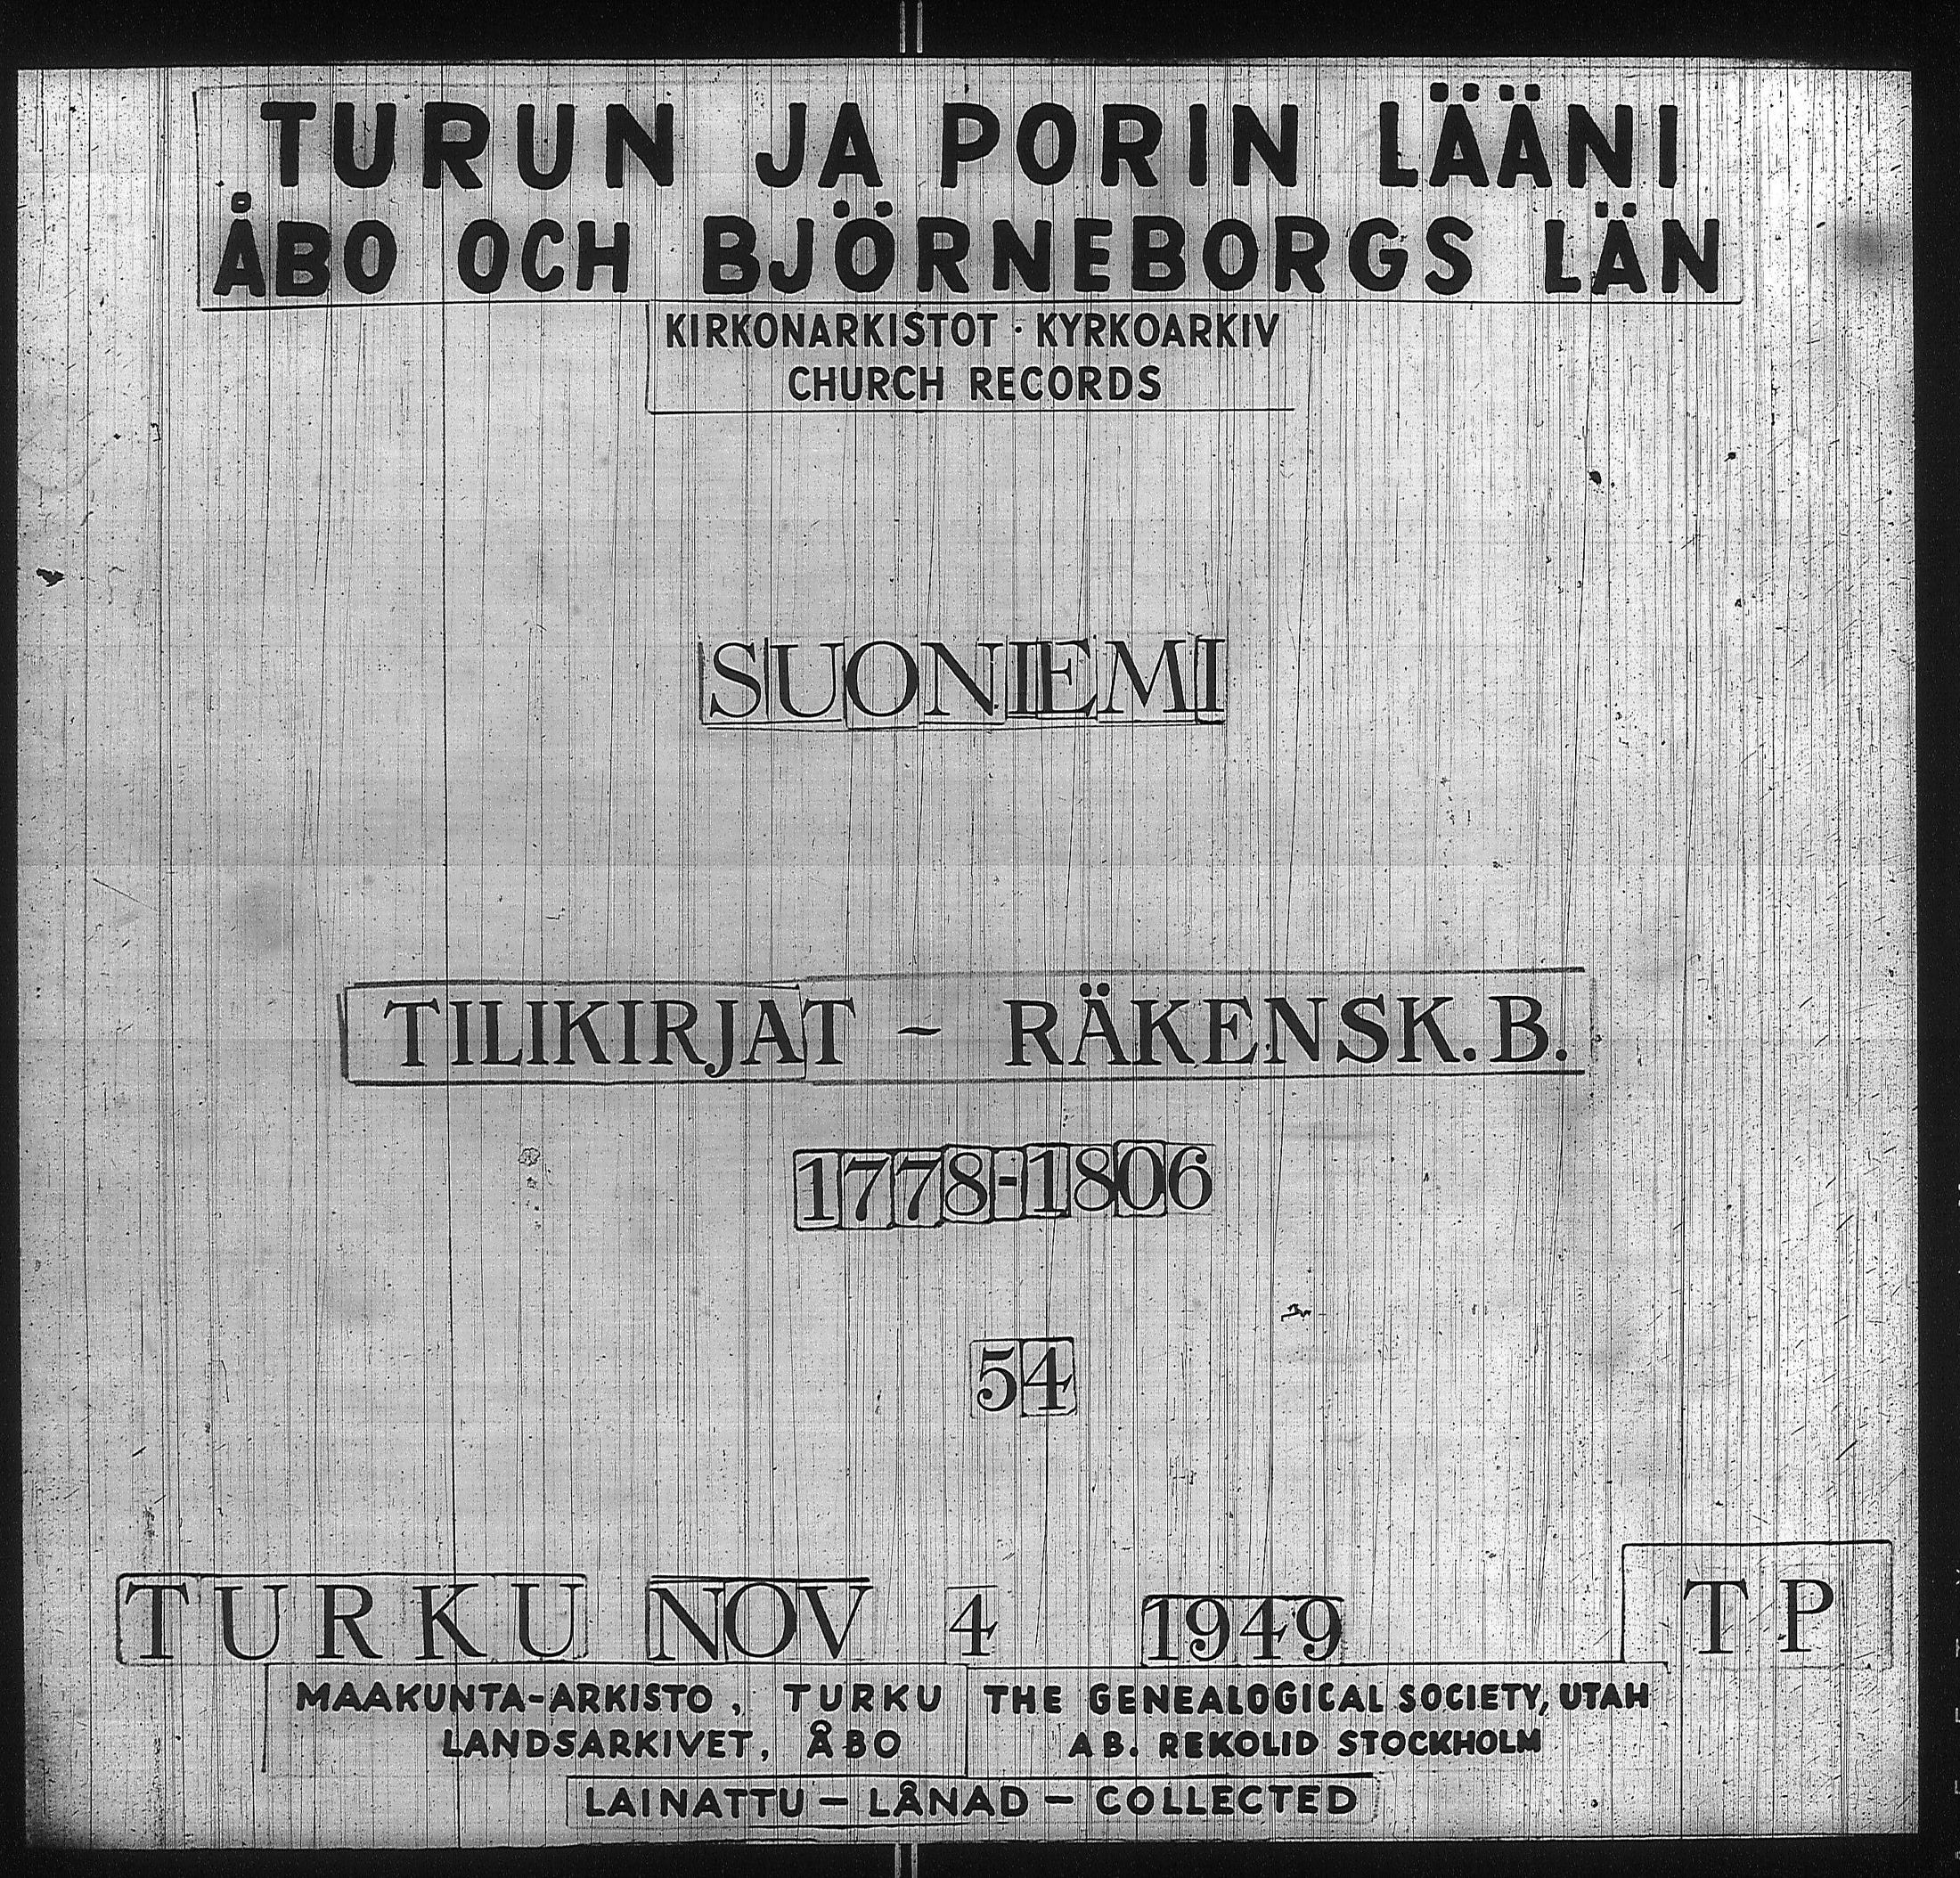 TURUN JA PORIN LÄÄNI
ÅBO OCH BJÖRNEBORGS LÄN
KIRKONARKISTOT · KYRKOARKIV
CHURCH RECORDS
SUONIEMI
TILIKIRJAT - RÄKENSK.B.
1778-1806
54
TURKU NOV 4 1949 TP
MAAKUNTA-ARKISTO, TURKU THE GENEALOGICAL SOCIETY, UTAH
LANDSARKIVET, ÅBO AB. REKOLID STOCKHOLM
LAINATTU – LÅNAD – COLLECTED